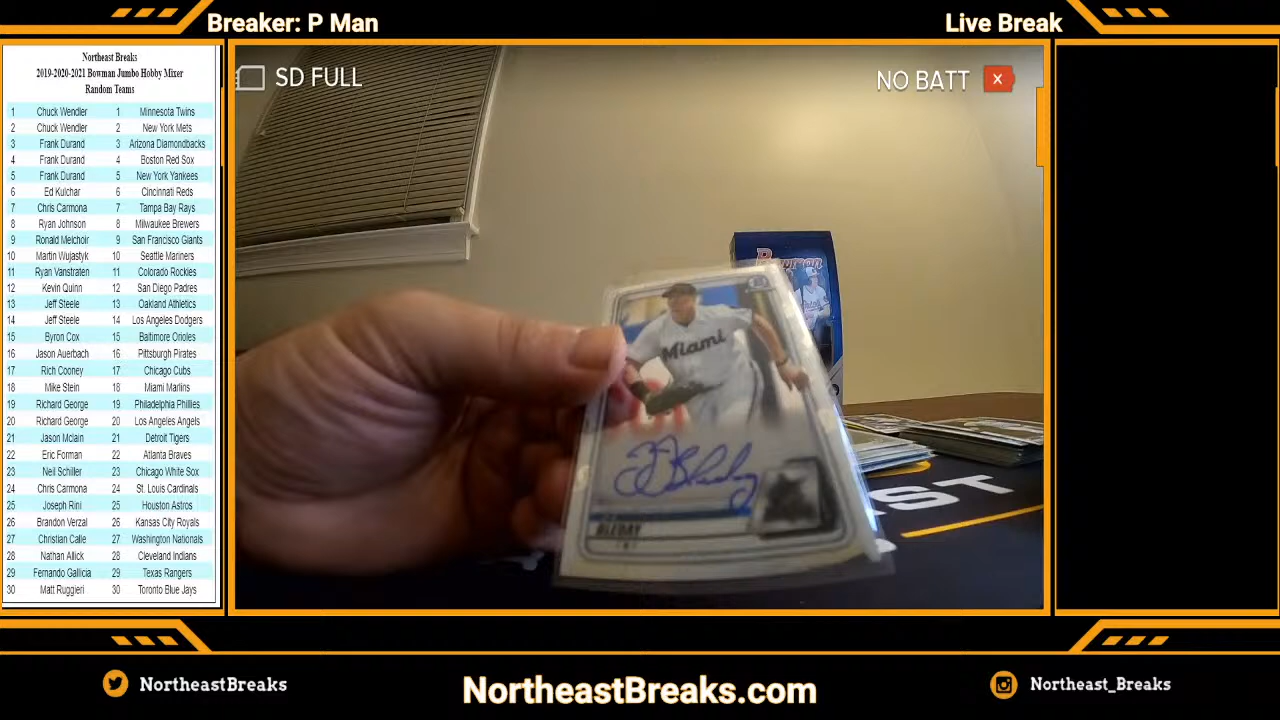 Breaker: P Man
Live Break
Northeast Breaks
2019-2020-2021 Bowman Jumbo Hobby Mixer
Random Teams
1 Chuck Wendler 1 Minnesota Twins
2 Chuck Wendler 2 New York Mets
3 Frank Durand 3 Arizona Diamondbacks
4 Frank Durand 4 Boston Red Sox
5 Frank Durand 5 New York Yankees
6 Ed Kulchar 6 Cincinnati Reds
7 Chris Carmona 7 Tampa Bay Rays
8 Ryan Johnson 8 Milwaukee Brewers
9 Ronald Melchoir 9 San Francisco Giants
10 Martin Wujastyk 10 Seattle Mariners
11 Ryan Vanstraten 11 Colorado Rockies
12 Kevin Quinn 12 San Diego Padres
13 Jeff Steele 13 Oakland Athletics
14 Jeff Steele 14 Los Angeles Dodgers
15 Byron Cox 15 Baltimore Orioles
16 Jason Auerbach 16 Pittsburgh Pirates
17 Rich Cooney 17 Chicago Cubs
18 Mike Stein 18 Miami Marlins
19 Richard George 19 Philadelphia Phillies
20 Richard George 20 Los Angeles Angels
21 Jason Mclain 21 Detroit Tigers
22 Eric Forman 22 Atlanta Braves
23 Neil Schiller 23 Chicago White Sox
24 Chris Carmona 24 St. Louis Cardinals
25 Joseph Rini 25 Houston Astros
26 Brandon Verzal 26 Kansas City Royals
27 Christian Calle 27 Washington Nationals
28 Nathan Allick 28 Cleveland Indians
29 Fernando Gallicia 29 Texas Rangers
30 Matt Ruggieri 30 Toronto Blue Jays
SD FULL
NO BATT
Bowman
Miami
BLEDAY
ST
NortheastBreaks
NortheastBreaks.com
Northeast_Breaks